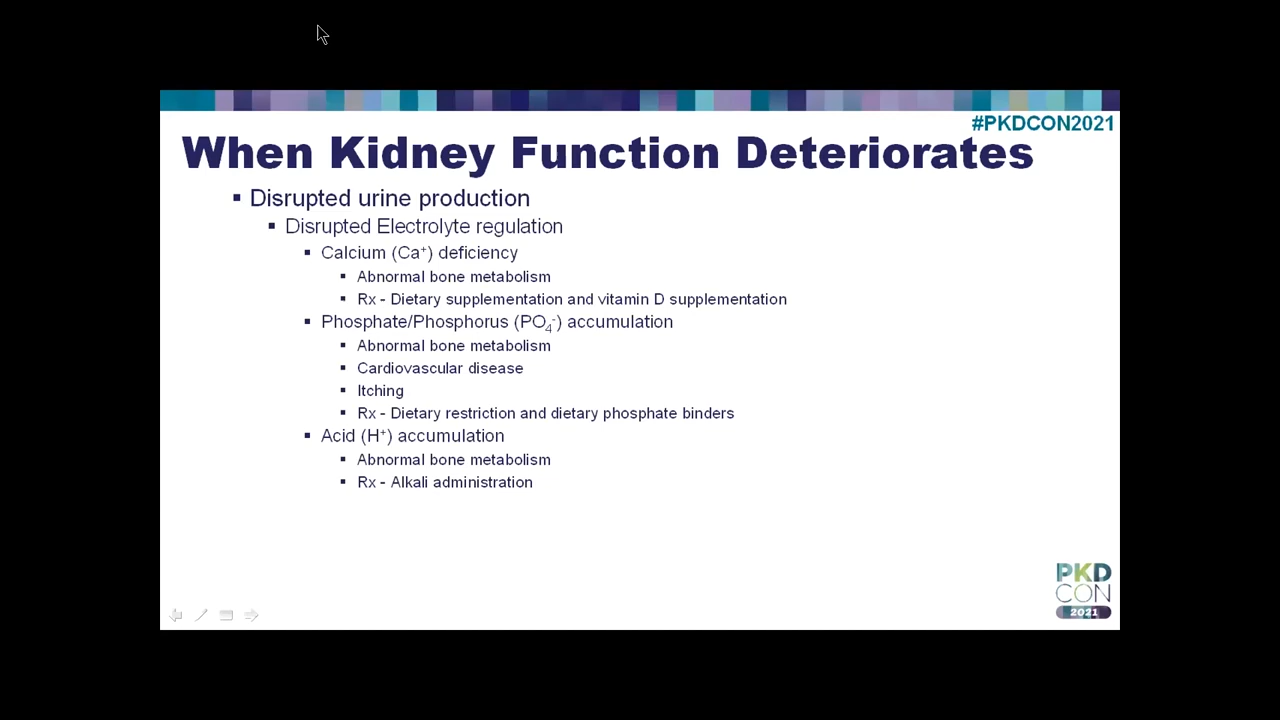 #PKDCON2021
When Kidney Function Deteriorates
▪ Disrupted urine production
▪ Disrupted Electrolyte regulation
▪ Calcium (Ca⁺) deficiency
▪ Abnormal bone metabolism
▪ Rx - Dietary supplementation and vitamin D supplementation
▪ Phosphate/Phosphorus (PO₄⁻) accumulation
▪ Abnormal bone metabolism
▪ Cardiovascular disease
▪ Itching
▪ Rx - Dietary restriction and dietary phosphate binders
▪ Acid (H⁺) accumulation
▪ Abnormal bone metabolism
▪ Rx - Alkali administration
PKD
CON
2021